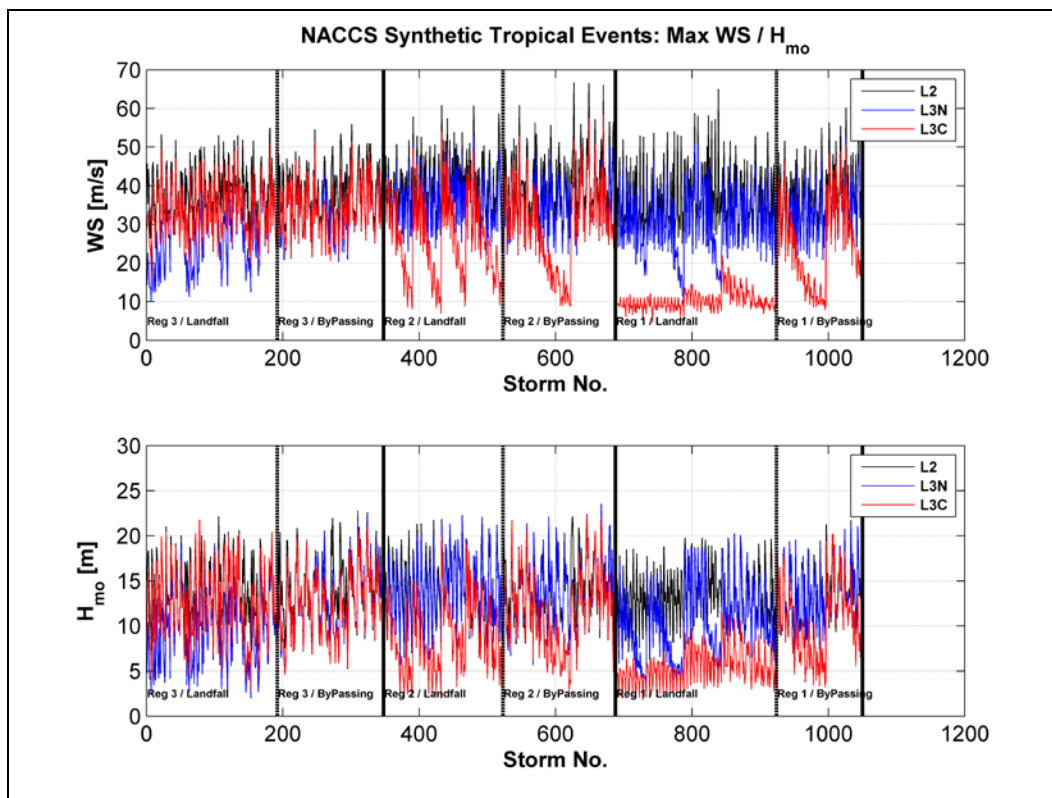 NACCS Synthetic Tropical Events: Max WS / Hmo
70
60
50
40
30
20
10
0
WS [m/s]
L2
L3N
L3C
Reg 3 / Landfall
Reg 3 / ByPassing
Reg 2 / Landfall
Reg 2 / ByPassing
Reg 1 / Landfall
Reg 1 / ByPassing
0 200 400 600 800 1000 1200
Storm No.
30
25
20
15
10
5
0
Hmo [m]
L2
L3N
L3C
Reg 3 / Landfall
Reg 3 / ByPassing
Reg 2 / Landfall
Reg 2 / ByPassing
Reg 1 / Landfall
Reg 1 / ByPassing
0 200 400 600 800 1000 1200
Storm No.